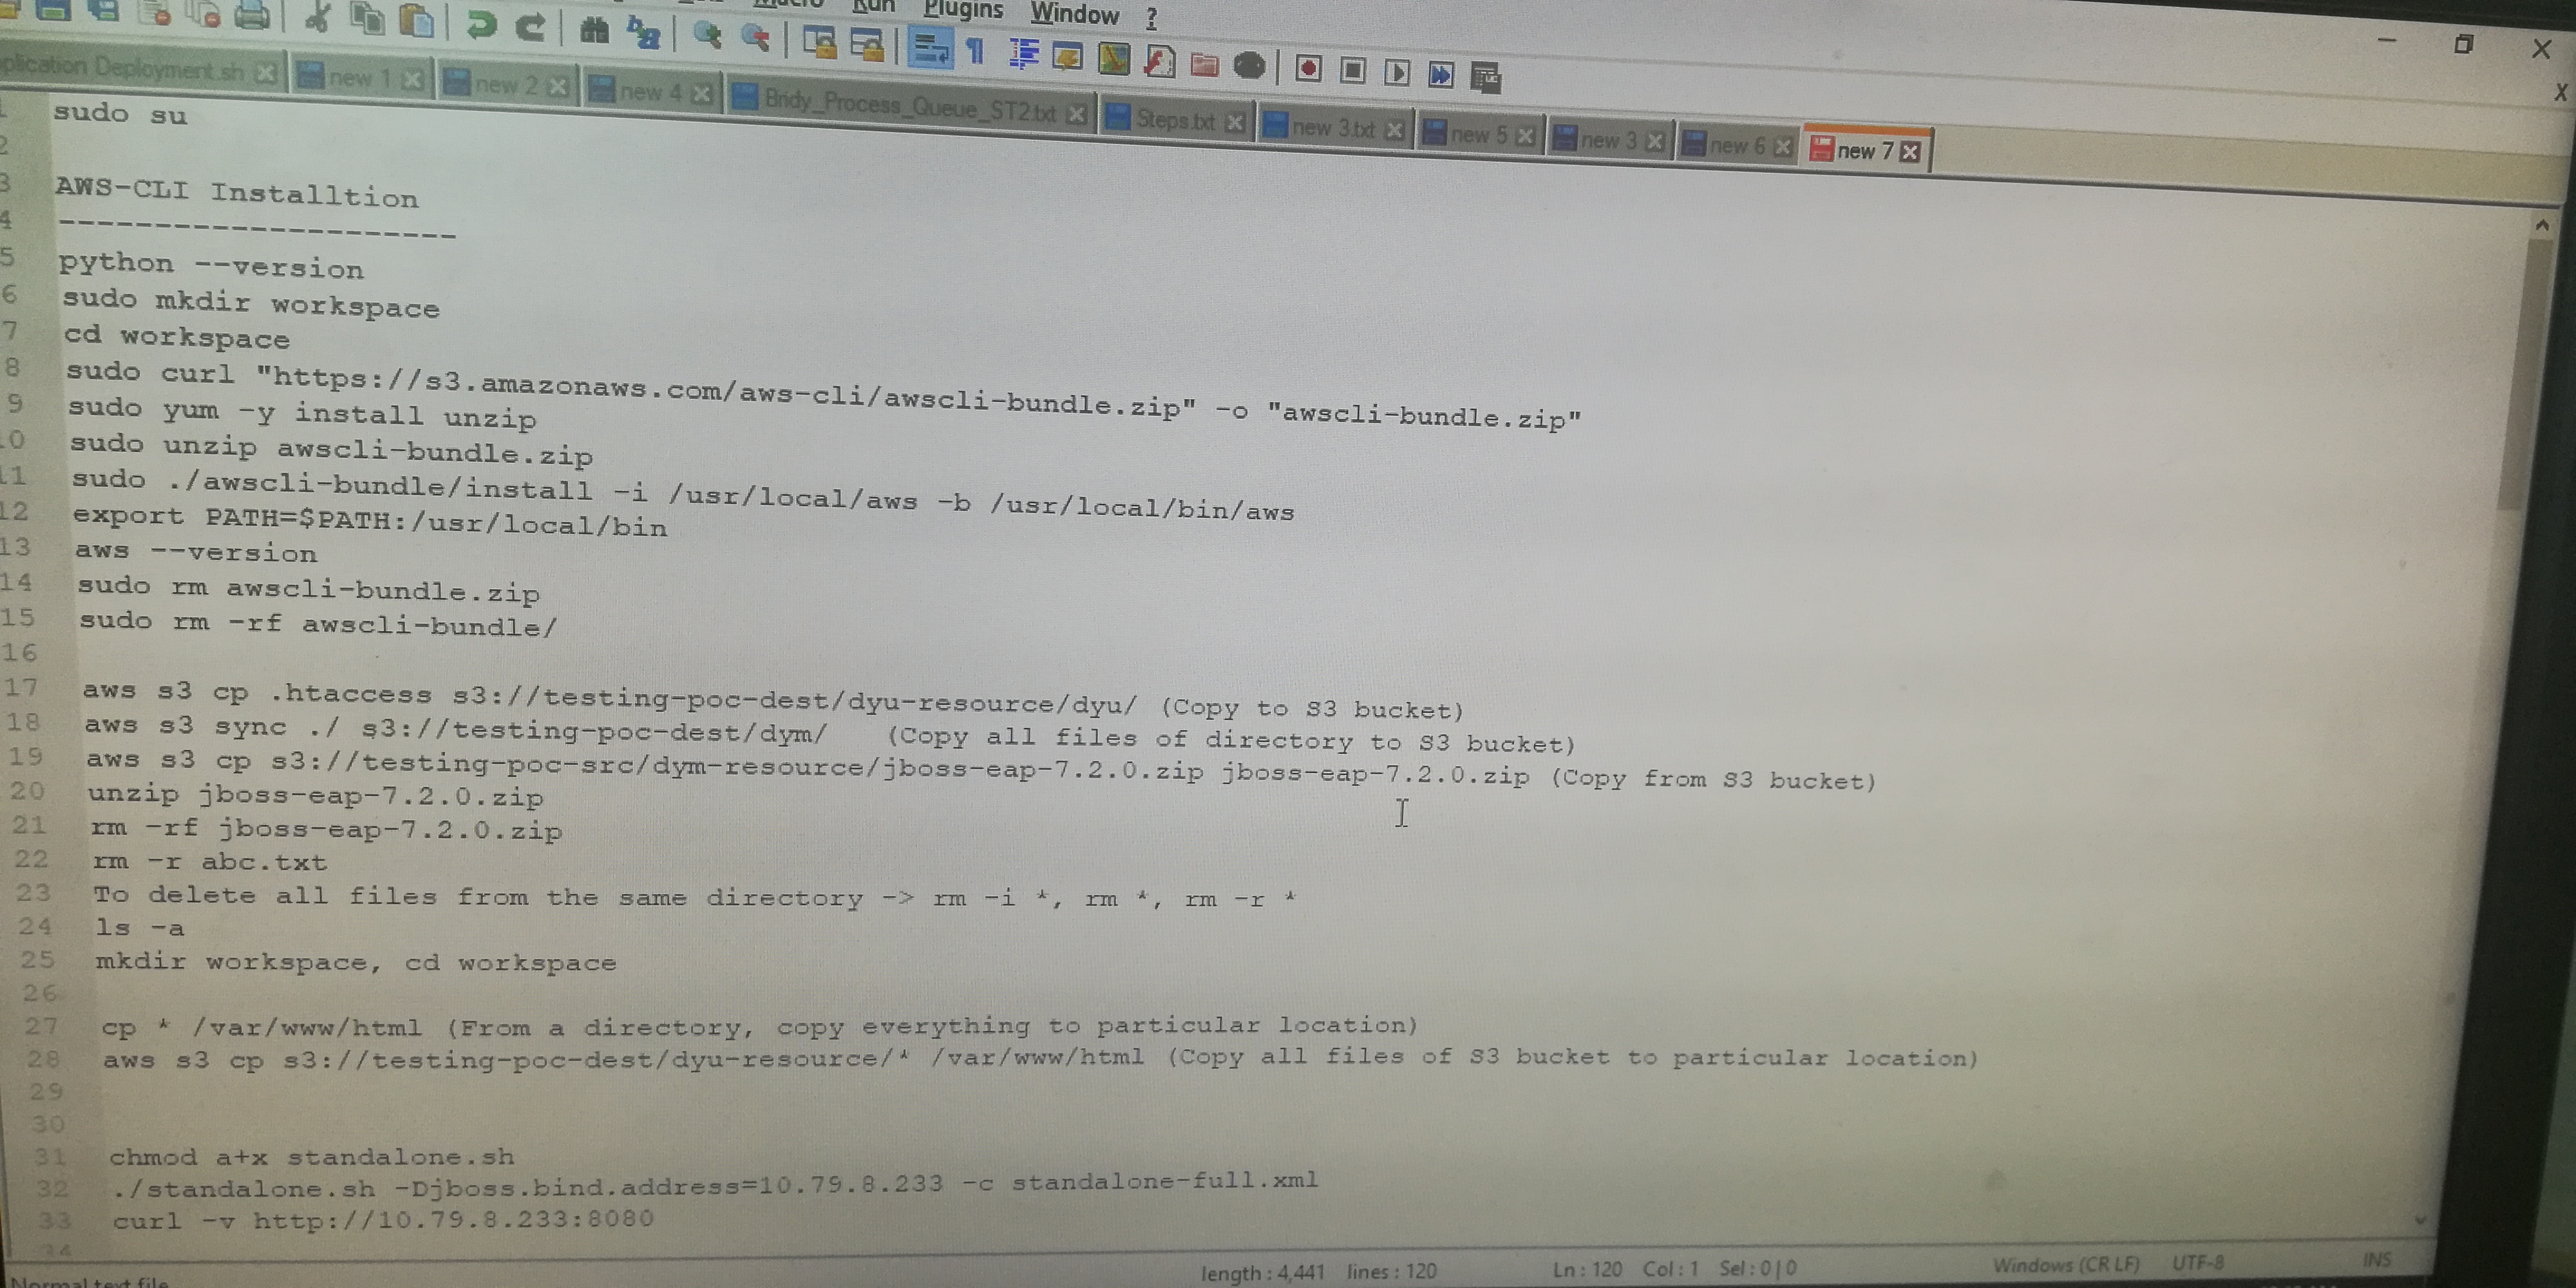 Run Plugins Window ?
plication Deployment.sh new 1 new 2 new 4 Bridy_Process_Queue_ST2.txt Steps.txt new 3.txt new 5 new 3 new 6 new 7
1 sudo su
2
3 AWS-CLI Installtion
4 ---------------------
5 python --version
6 sudo mkdir workspace
7 cd workspace
8 sudo curl "https://s3.amazonaws.com/aws-cli/awscli-bundle.zip" -o "awscli-bundle.zip"
9 sudo yum -y install unzip
10 sudo unzip awscli-bundle.zip
11 sudo ./awscli-bundle/install -i /usr/local/aws -b /usr/local/bin/aws
12 export PATH=$PATH:/usr/local/bin
13 aws --version
14 sudo rm awscli-bundle.zip
15 sudo rm -rf awscli-bundle/
16
17 aws s3 cp .htaccess s3://testing-poc-dest/dyu-resource/dyu/ (Copy to S3 bucket)
18 aws s3 sync ./ s3://testing-poc-dest/dym/ (Copy all files of directory to S3 bucket)
19 aws s3 cp s3://testing-poc-src/dym-resource/jboss-eap-7.2.0.zip jboss-eap-7.2.0.zip (Copy from S3 bucket)
20 unzip jboss-eap-7.2.0.zip
21 rm -rf jboss-eap-7.2.0.zip
22 rm -r abc.txt
23 To delete all files from the same directory -> rm -i *, rm *, rm -r *
24 ls -a
25 mkdir workspace, cd workspace
26
27 cp * /var/www/html (From a directory, copy everything to particular location)
28 aws s3 cp s3://testing-poc-dest/dyu-resource/* /var/www/html (Copy all files of S3 bucket to particular location)
29
30
31 chmod a+x standalone.sh
32 ./standalone.sh -Djboss.bind.address=10.79.8.233 -c standalone-full.xml
33 curl -v http://10.79.8.233:8080
34
Normal text file length : 4,441 lines : 120 Ln : 120 Col : 1 Sel : 0 | 0 Windows (CR LF) UTF-8 INS